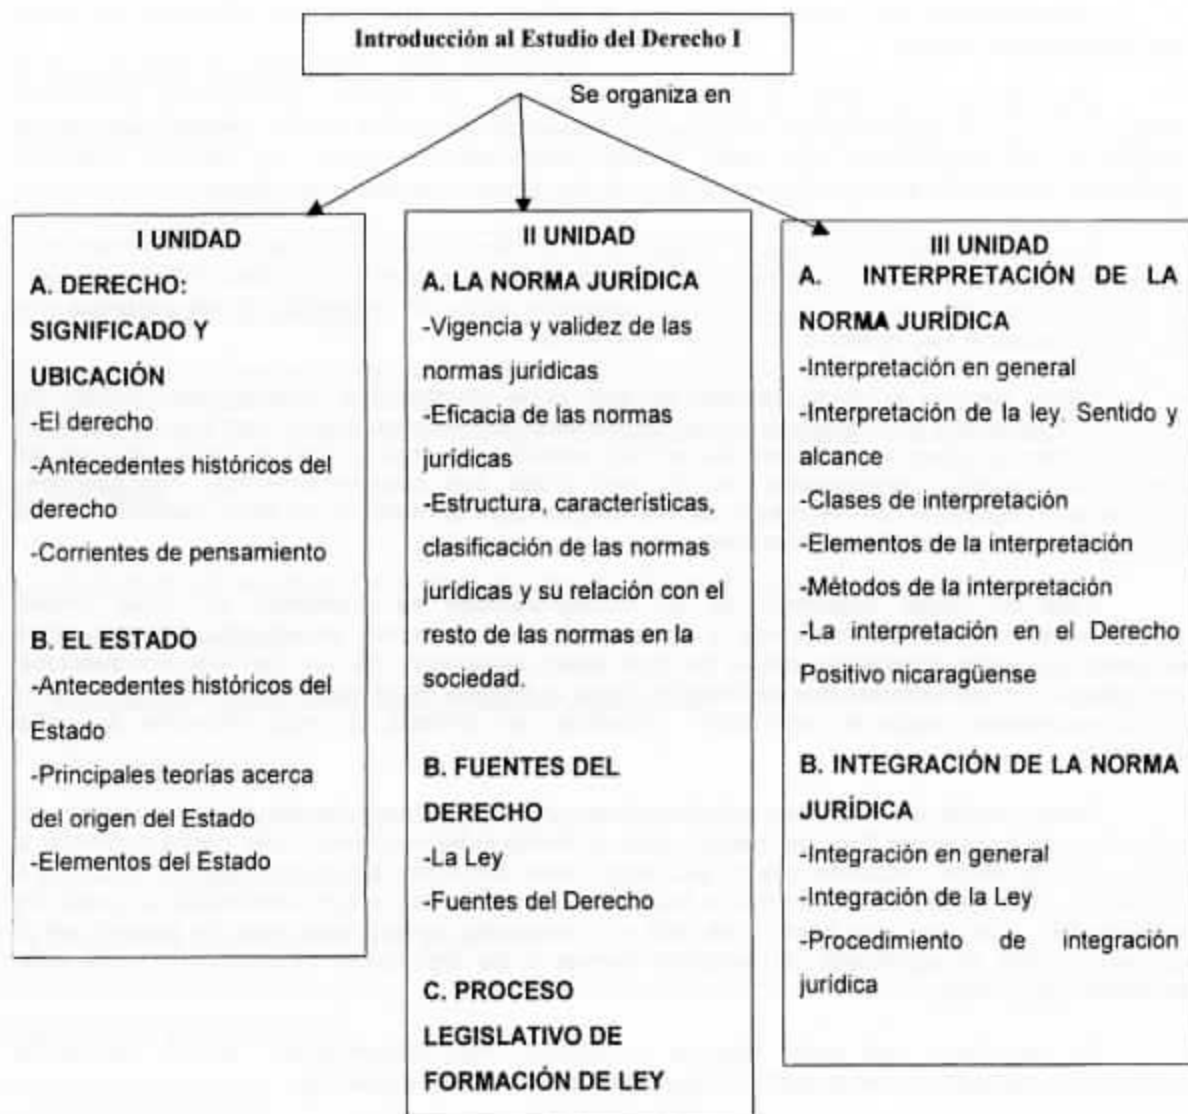 Introducción al Estudio del Derecho I
Se organiza en
I UNIDAD
A. DERECHO:
SIGNIFICADO Y
UBICACIÓN
-El derecho
-Antecedentes históricos del
derecho
-Corrientes de pensamiento
B. EL ESTADO
-Antecedentes históricos del
Estado
-Principales teorías acerca
del origen del Estado
-Elementos del Estado
II UNIDAD
A. LA NORMA JURÍDICA
-Vigencia y validez de las
normas jurídicas
-Eficacia de las normas
jurídicas
-Estructura, características,
clasificación de las normas
jurídicas y su relación con el
resto de las normas en la
sociedad.
B. FUENTES DEL
DERECHO
-La Ley
-Fuentes del Derecho
C. PROCESO
LEGISLATIVO DE
FORMACIÓN DE LEY
III UNIDAD
A. INTERPRETACIÓN DE LA
NORMA JURÍDICA
-Interpretación en general
-Interpretación de la ley. Sentido y
alcance
-Clases de interpretación
-Elementos de la interpretación
-Métodos de la interpretación
-La interpretación en el Derecho
Positivo nicaragüense
B. INTEGRACIÓN DE LA NORMA
JURÍDICA
-Integración en general
-Integración de la Ley
-Procedimiento de integración
jurídica